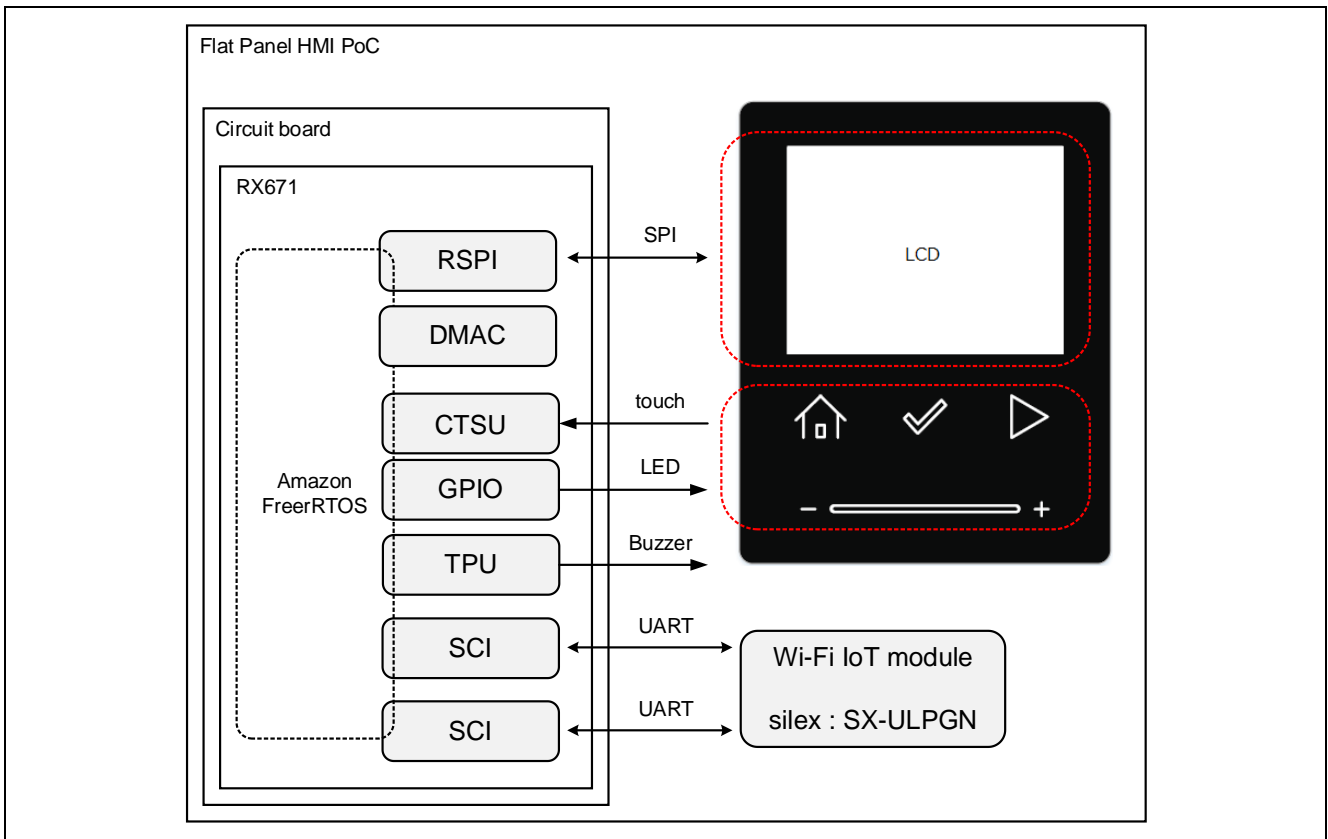 Flat Panel HMI PoC
Circuit board
RX671
RSPI
SPI
LCD
DMAC
CTSU
touch
GPIO
LED
Amazon
FreerRTOS
TPU
Buzzer
- +
SCI
UART
SCI
UART
Wi-Fi IoT module
silex : SX-ULPGN